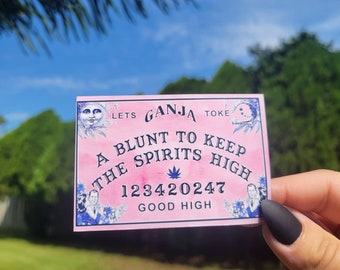 LETS GANJA TOKE
A BLUNT TO KEEP
THE SPIRITS HIGH
123420247
GOOD HIGH